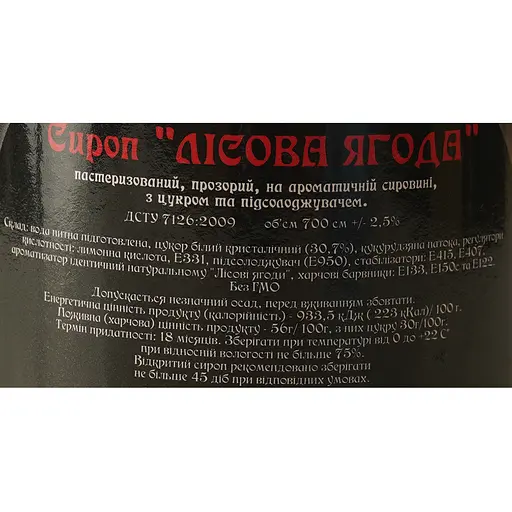 Сироп "ЛІСОВА ЯГОДА"
пастеризований, прозорий, на ароматичній сировині,
з цукром та підсолоджувачем.
ДСТУ 7126:2009 об'єм 700 см +/- 2,5%
Склад: вода питна підготовлена, цукор білий кристалічний (30,7%), кукурудзяна патока, регулятори
кислотності: лимонна кислота, Е331, підсолоджувач (Е950), стабілізатори: Е415, Е407,
ароматизатор ідентичний натуральному "Лісові ягоди", харчові барвники: Е133, Е150с та Е122.
Без ГМО
Допускається незначний осад, перед вживанням збовтати.
Енергетична цінність продукту (калорійність) - 933,5 кДж ( 223 кКал)/ 100 г.
Поживна (харчова) цінність продукту - 56г/ 100г, з них цукру 30г/100г.
Термін придатності: 18 місяців. Зберігати при температурі від 0 до +22 С°
при відносній вологості не більше 75%.
Відкритий сироп рекомендовано зберігати
не більше 45 діб при відповідних умовах.